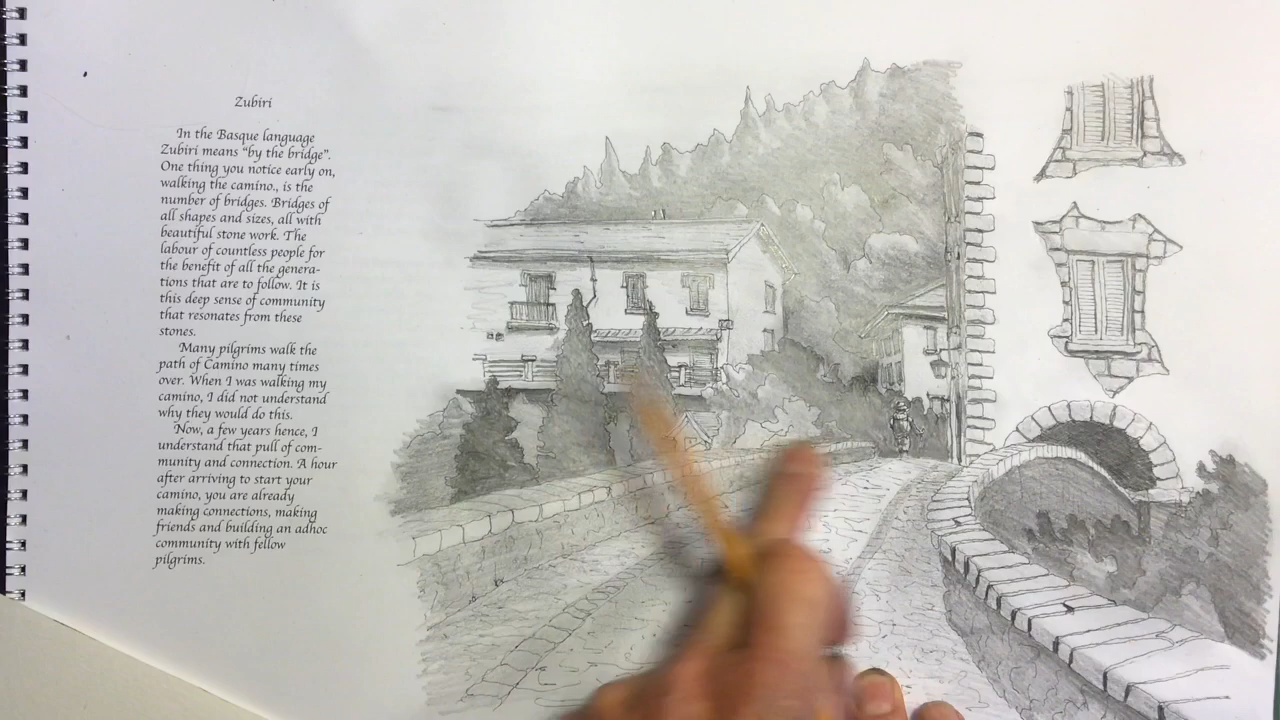 Zubiri
In the Basque language
Zubiri means "by the bridge".
One thing you notice early on,
walking the camino., is the
number of bridges. Bridges of
all shapes and sizes, all with
beautiful stone work. The
labour of countless people for
the benefit of all the genera-
tions that are to follow. It is
this deep sense of community
that resonates from these
stones.
Many pilgrims walk the
path of Camino many times
over. When I was walking my
camino, I did not understand
why they would do this.
Now, a few years hence, I
understand that pull of com-
munity and connection. A hour
after arriving to start your
camino, you are already
making connections, making
friends and building an adhoc
community with fellow
pilgrims.